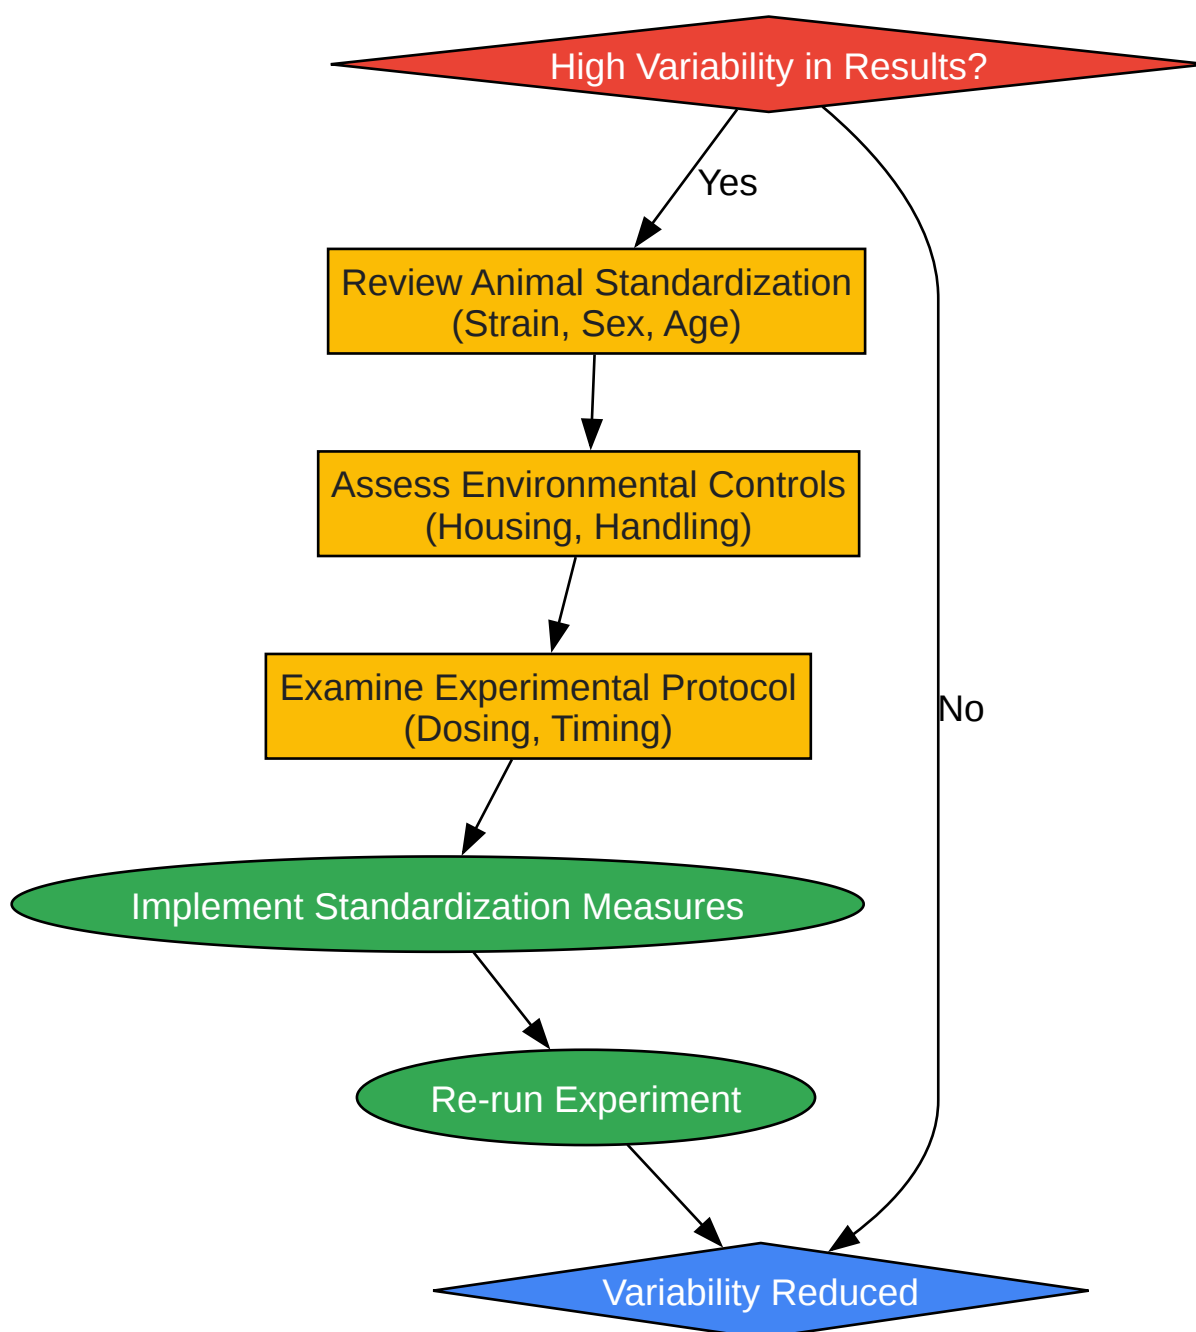 High Variability in Results?
Yes
Review Animal Standardization
(Strain, Sex, Age)
Assess Environmental Controls
(Housing, Handling)
Examine Experimental Protocol
(Dosing, Timing)
No
Implement Standardization Measures
Re-run Experiment
Variability Reduced